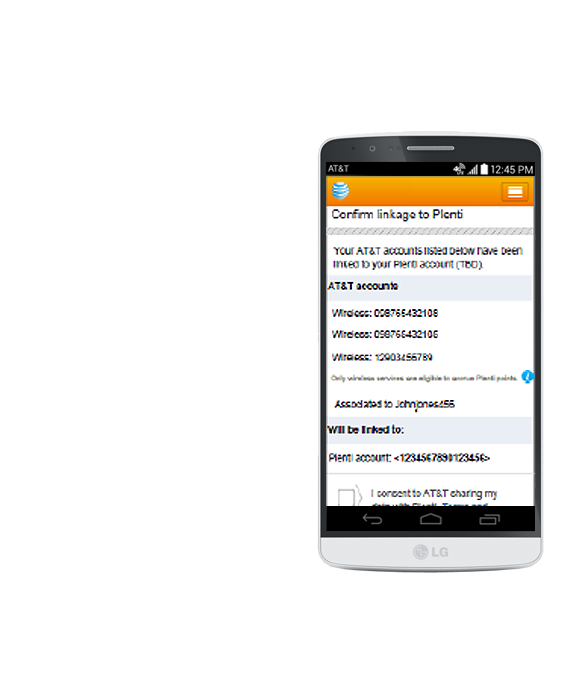 AT&T 12:45 PM
Confirm linkage to Plenti
Your AT&T accounts listed below have been
linked to your Plenti account (TBD).
AT&T accounts
Wireless: 098765432108
Wireless: 098765432106
Wireless: 12903456789
Only wireless services are eligible to accrue Plenti points.
Associated to Johnjones456
Will be linked to:
Plenti account: <1234567890123456>
I consent to AT&T sharing my
data with Plenti. Terms and
LG